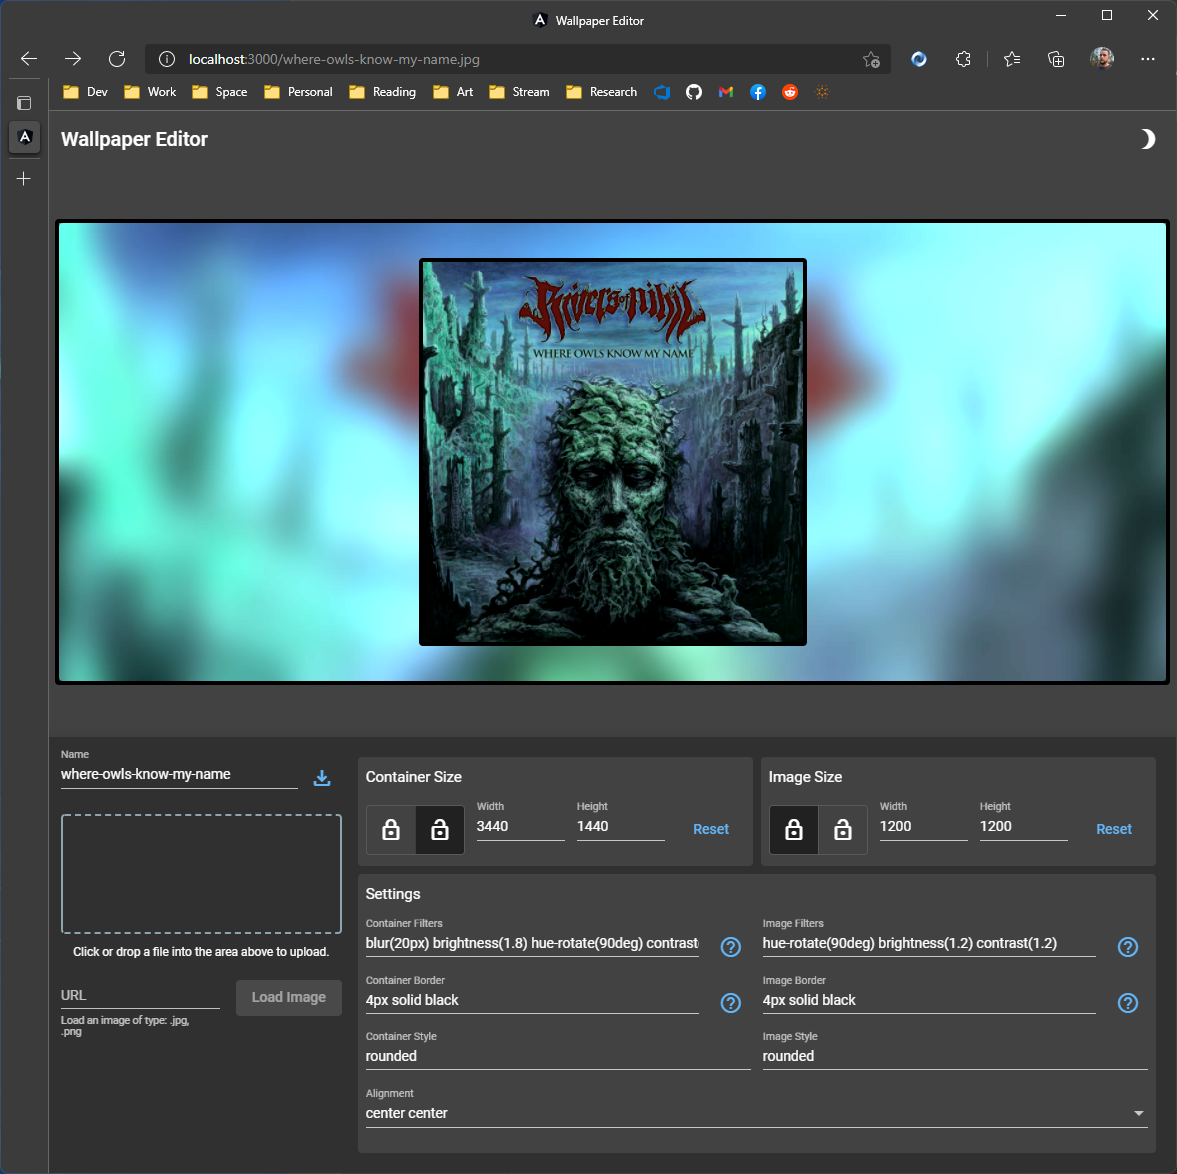 Wallpaper Editor
localhost:3000/where-owls-know-my-name.jpg
Dev Work Space Personal Reading Art Stream Research
Wallpaper Editor
Rivers of Nihil
WHERE OWLS KNOW MY NAME
Name
where-owls-know-my-name
Click or drop a file into the area above to upload.
URL
Load Image
Load an image of type: .jpg,
.png
Container Size
Width Height
3440 1440
Reset
Image Size
Width Height
1200 1200
Reset
Settings
Container Filters
blur(20px) brightness(1.8) hue-rotate(90deg) contrast
Image Filters
hue-rotate(90deg) brightness(1.2) contrast(1.2)
Container Border
4px solid black
Image Border
4px solid black
Container Style
rounded
Image Style
rounded
Alignment
center center